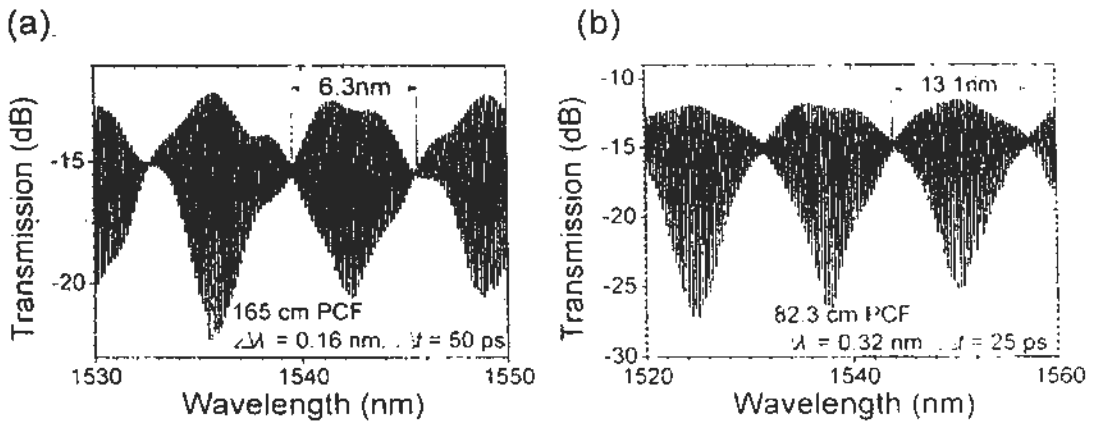 (a)
(b)
6.3nm
13.1nm
Transmission (dB)
-15
-20
165 cm PCF
Δλ = 0.16 nm, = 50 ps
1530
1540
1550
Wavelength (nm)
Transmission (dB)
-10
-15
-20
-25
-30
82.3 cm PCF
λ = 0.32 nm = 25 ps
1520
1540
1560
Wavelength (nm)